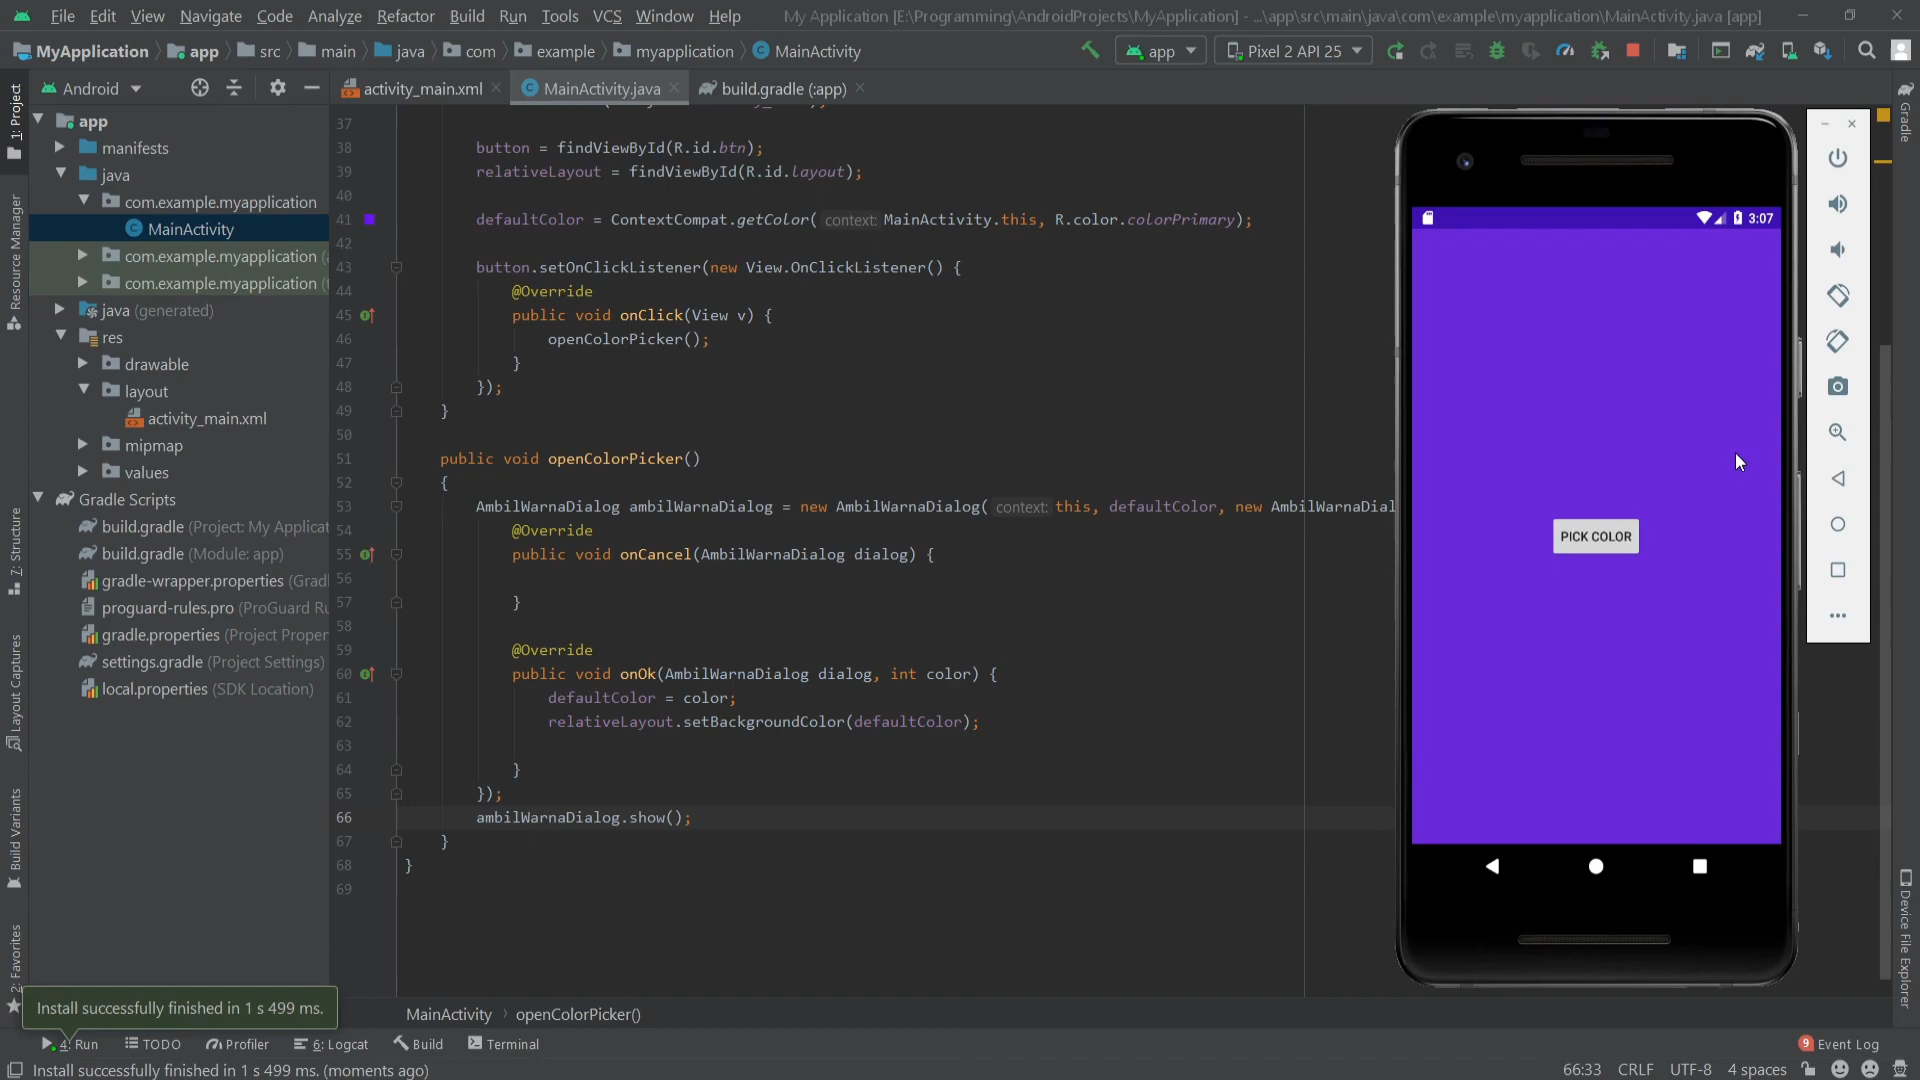 File Edit View Navigate Code Analyze Refactor Build Run Tools VCS Window Help My Application [E:\Programming\AndroidProjects\MyApplication] - ...\app\src\main\java\com\example\myapplication\MainActivity.java [app]
MyApplication app src main java com example myapplication MainActivity app Pixel 2 API 25
Android activity_main.xml MainActivity.java build.gradle (:app)
1: Project
Resource Manager
7: Structure
Layout Captures
Build Variants
2: Favorites
app
manifests
java
com.example.myapplication
MainActivity
com.example.myapplication
com.example.myapplication
java (generated)
res
drawable
layout
activity_main.xml
mipmap
values
Gradle Scripts
build.gradle (Project: My Applicat
build.gradle (Module: app)
gradle-wrapper.properties (Grad
proguard-rules.pro (ProGuard Ru
gradle.properties (Project Proper
settings.gradle (Project Settings)
local.properties (SDK Location)
37
38 button = findViewById(R.id.btn);
39 relativeLayout = findViewById(R.id.layout);
40
41 defaultColor = ContextCompat.getColor( context: MainActivity.this, R.color.colorPrimary);
42
43 button.setOnClickListener(new View.OnClickListener() {
44 @Override
45 public void onClick(View v) {
46 openColorPicker();
47 }
48 });
49 }
50
51 public void openColorPicker()
52 {
53 AmbilWarnaDialog ambilWarnaDialog = new AmbilWarnaDialog( context: this, defaultColor, new AmbilWarnaDial
54 @Override
55 public void onCancel(AmbilWarnaDialog dialog) {
56
57 }
58
59 @Override
60 public void onOk(AmbilWarnaDialog dialog, int color) {
61 defaultColor = color;
62 relativeLayout.setBackgroundColor(defaultColor);
63
64 }
65 });
66 ambilWarnaDialog.show();
67 }
68 }
69
3:07
PICK COLOR
Gradle
Device File Explorer
Install successfully finished in 1 s 499 ms.
MainActivity openColorPicker()
4: Run TODO Profiler 6: Logcat Build Terminal 9 Event Log
Install successfully finished in 1 s 499 ms. (moments ago) 66:33 CRLF UTF-8 4 spaces